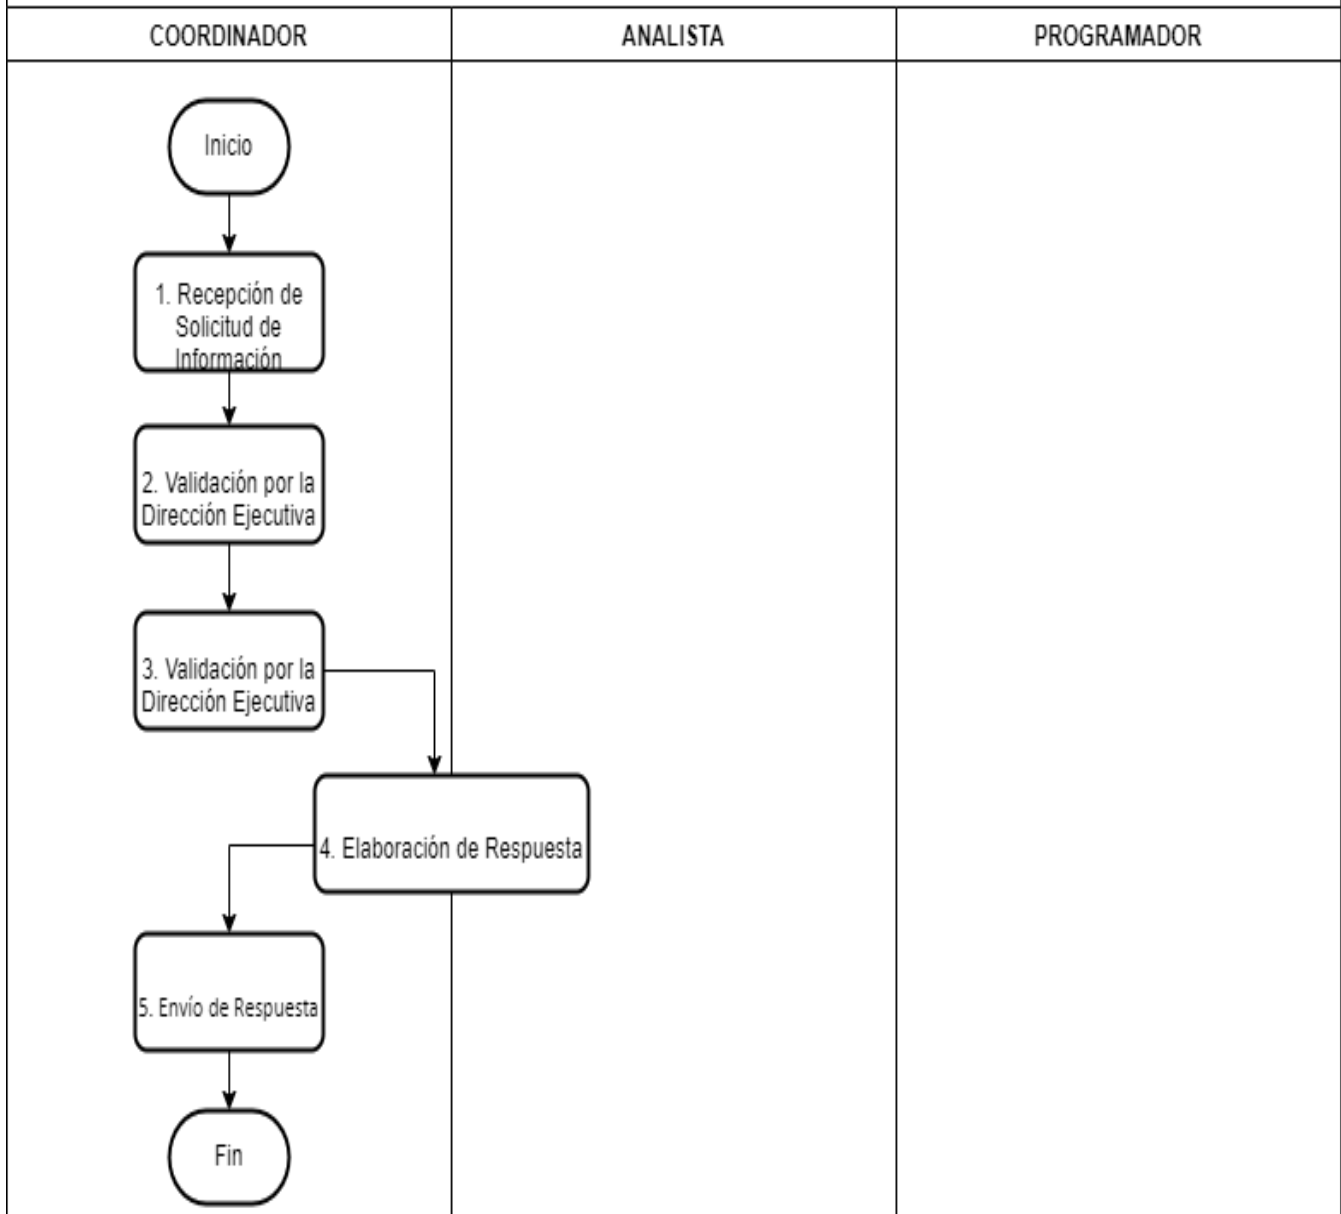 COORDINADOR
ANALISTA
PROGRAMADOR
Inicio
1. Recepción de
Solicitud de
Información
2. Validación por la
Dirección Ejecutiva
3. Validación por la
Dirección Ejecutiva
4. Elaboración de Respuesta
5. Envío de Respuesta
Fin